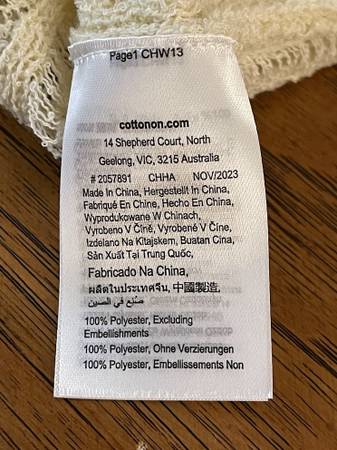 Page1 CHW13
cottonon.com
14 Shepherd Court, North
Geelong, VIC, 3215 Australia
# 2057891 CHHA NOV/2023
Made In China, Hergestellt In China,
Fabriqué En Chine, Hecho En China,
Wyprodukowane W Chinach,
Vyrobeno V Číně, Vyrobené V Číne,
Izdelano Na Kitajskem, Buatan Cina,
Sản Xuất Tại Trung Quốc,
Fabricado Na China,
ผลิตในประเทศจีน, 中國製造,
صُنع في الصين
100% Polyester, Excluding
Embellishments
100% Polyester, Ohne Verzierungen
100% Polyester, Embellissements Non